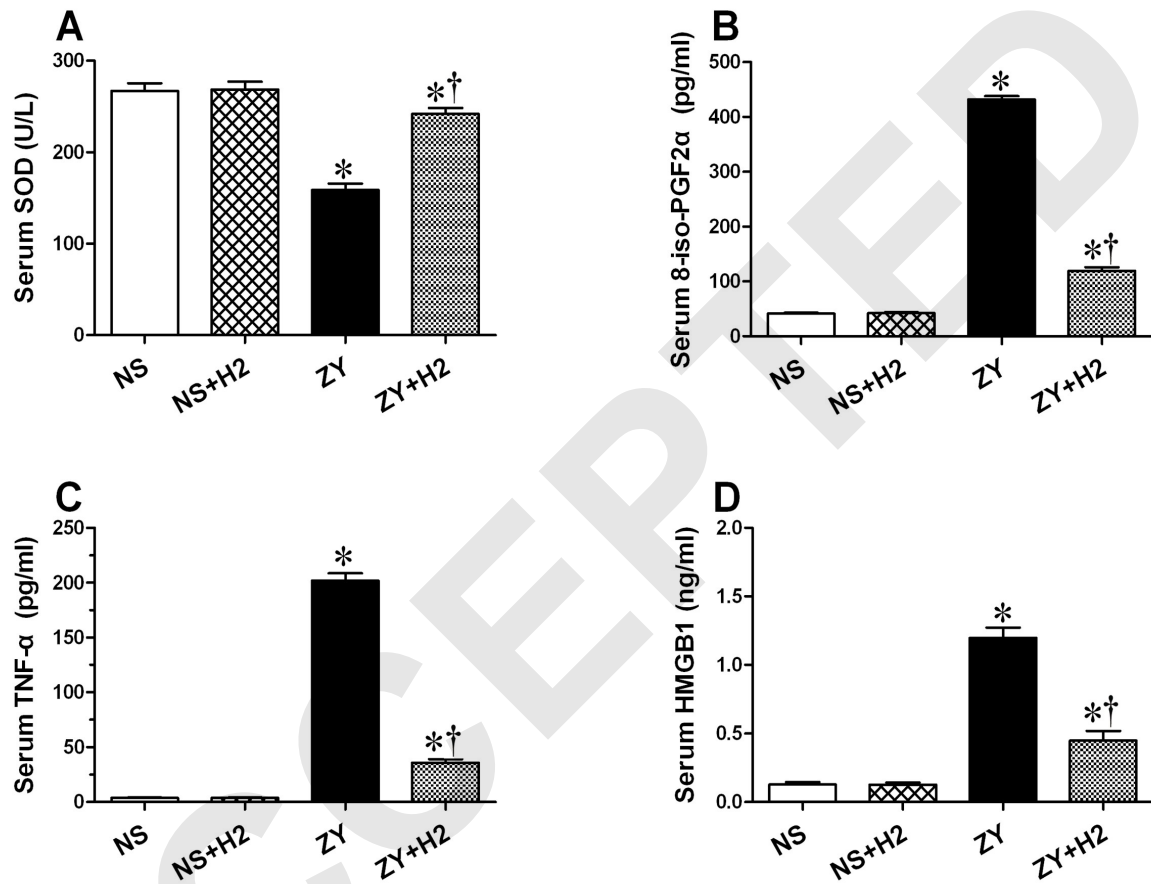 A
Serum SOD (U/L)
300
200
100
0
*
*†
NS
NS+H2
ZY
ZY+H2
B
Serum 8-iso-PGF2α (pg/ml)
500
400
300
200
100
0
*
*†
NS
NS+H2
ZY
ZY+H2
C
Serum TNF-α (pg/ml)
250
200
150
100
50
0
*
*†
NS
NS+H2
ZY
ZY+H2
D
Serum HMGB1 (ng/ml)
2.0
1.5
1.0
0.5
0.0
*
*†
NS
NS+H2
ZY
ZY+H2
CCEPTED